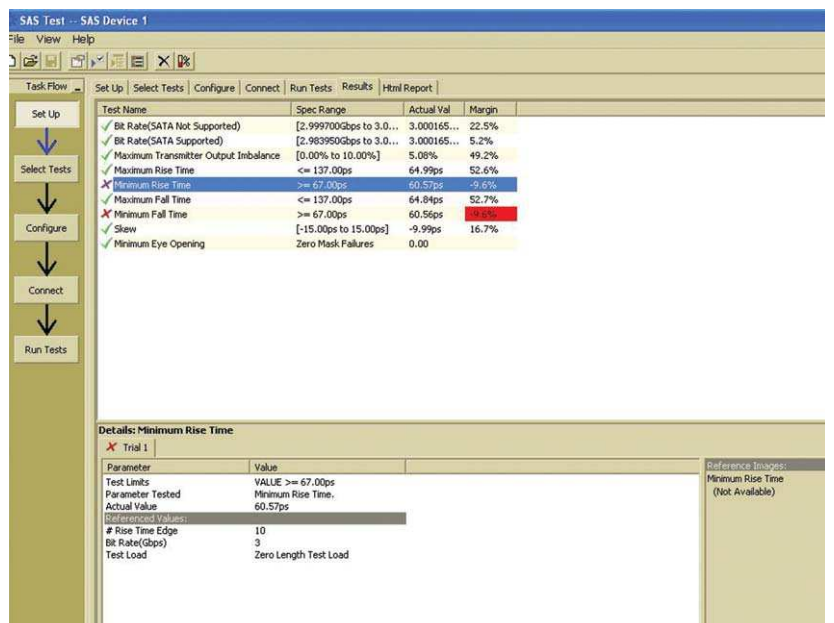 SAS Test -- SAS Device 1
File View Help
Task Flow
Set Up Select Tests Configure Connect Run Tests Results Html Report
Set Up
Select Tests
Configure
Connect
Run Tests
Test Name Spec Range Actual Val Margin
Bit Rate(SATA Not Supported) [2.999700Gbps to 3.0... 3.000165... 22.5%
Bit Rate(SATA Supported) [2.983950Gbps to 3.0... 3.000165... 5.2%
Maximum Transmitter Output Imbalance [0.00% to 10.00%] 5.08% 49.2%
Maximum Rise Time <= 137.00ps 64.99ps 52.6%
Minimum Rise Time >= 67.00ps 60.57ps -9.6%
Maximum Fall Time <= 137.00ps 64.84ps 52.7%
Minimum Fall Time >= 67.00ps 60.56ps -9.6%
Skew [-15.00ps to 15.00ps] -9.99ps 16.7%
Minimum Eye Opening Zero Mask Failures 0.00
Details: Minimum Rise Time
Trial 1
Parameter Value
Test Limits VALUE >= 67.00ps
Parameter Tested Minimum Rise Time.
Actual Value 60.57ps
Referenced Values:
# Rise Time Edge 10
Bit Rate(Gbps) 3
Test Load Zero Length Test Load
Reference Images:
Minimum Rise Time
(Not Available)